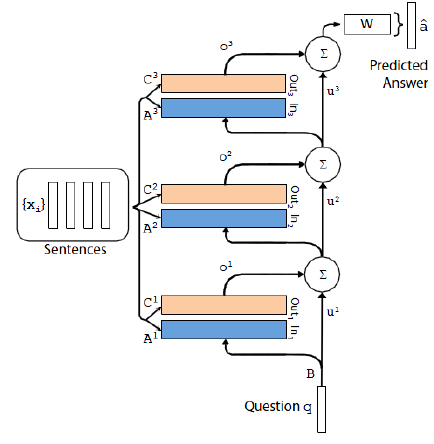 W
â
Predicted
Answer
o³
Σ
C³
Out₃
A³
In₃
u³
o²
Σ
C²
Out₂
A²
In₂
u²
{xᵢ}
Sentences
o¹
Σ
C¹
Out₁
A¹
In₁
u¹
B
Question q